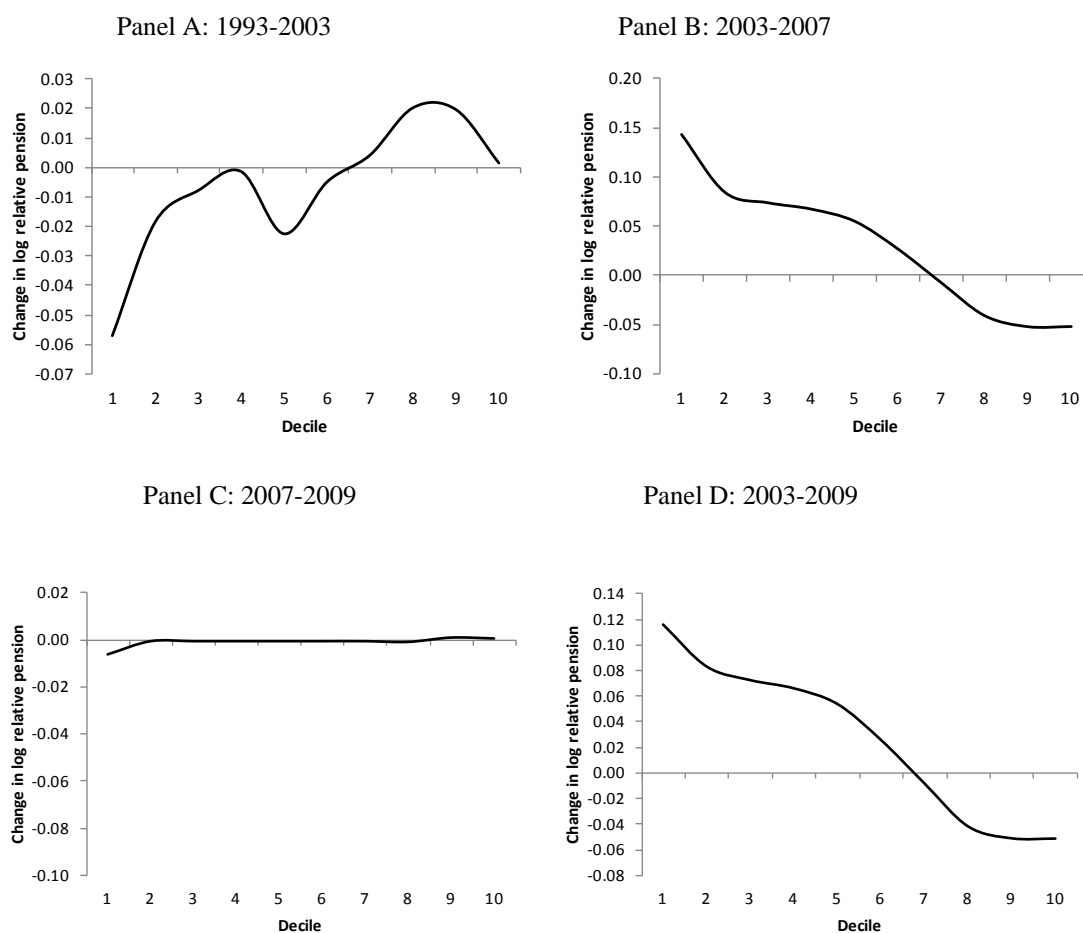 Panel A: 1993-2003
Panel B: 2003-2007
Change in log relative pension
0.03
0.02
0.01
0.00
-0.01
-0.02
-0.03
-0.04
-0.05
-0.06
-0.07
1 2 3 4 5 6 7 8 9 10
Decile
Change in log relative pension
0.20
0.15
0.10
0.05
0.00
-0.05
-0.10
1 2 3 4 5 6 7 8 9 10
Decile
Panel C: 2007-2009
Panel D: 2003-2009
Change in log relative pension
0.02
0.00
-0.02
-0.04
-0.06
-0.08
-0.10
1 2 3 4 5 6 7 8 9 10
Decile
Change in log relative pension
0.14
0.12
0.10
0.08
0.06
0.04
0.02
0.00
-0.02
-0.04
-0.06
-0.08
1 2 3 4 5 6 7 8 9 10
Decile